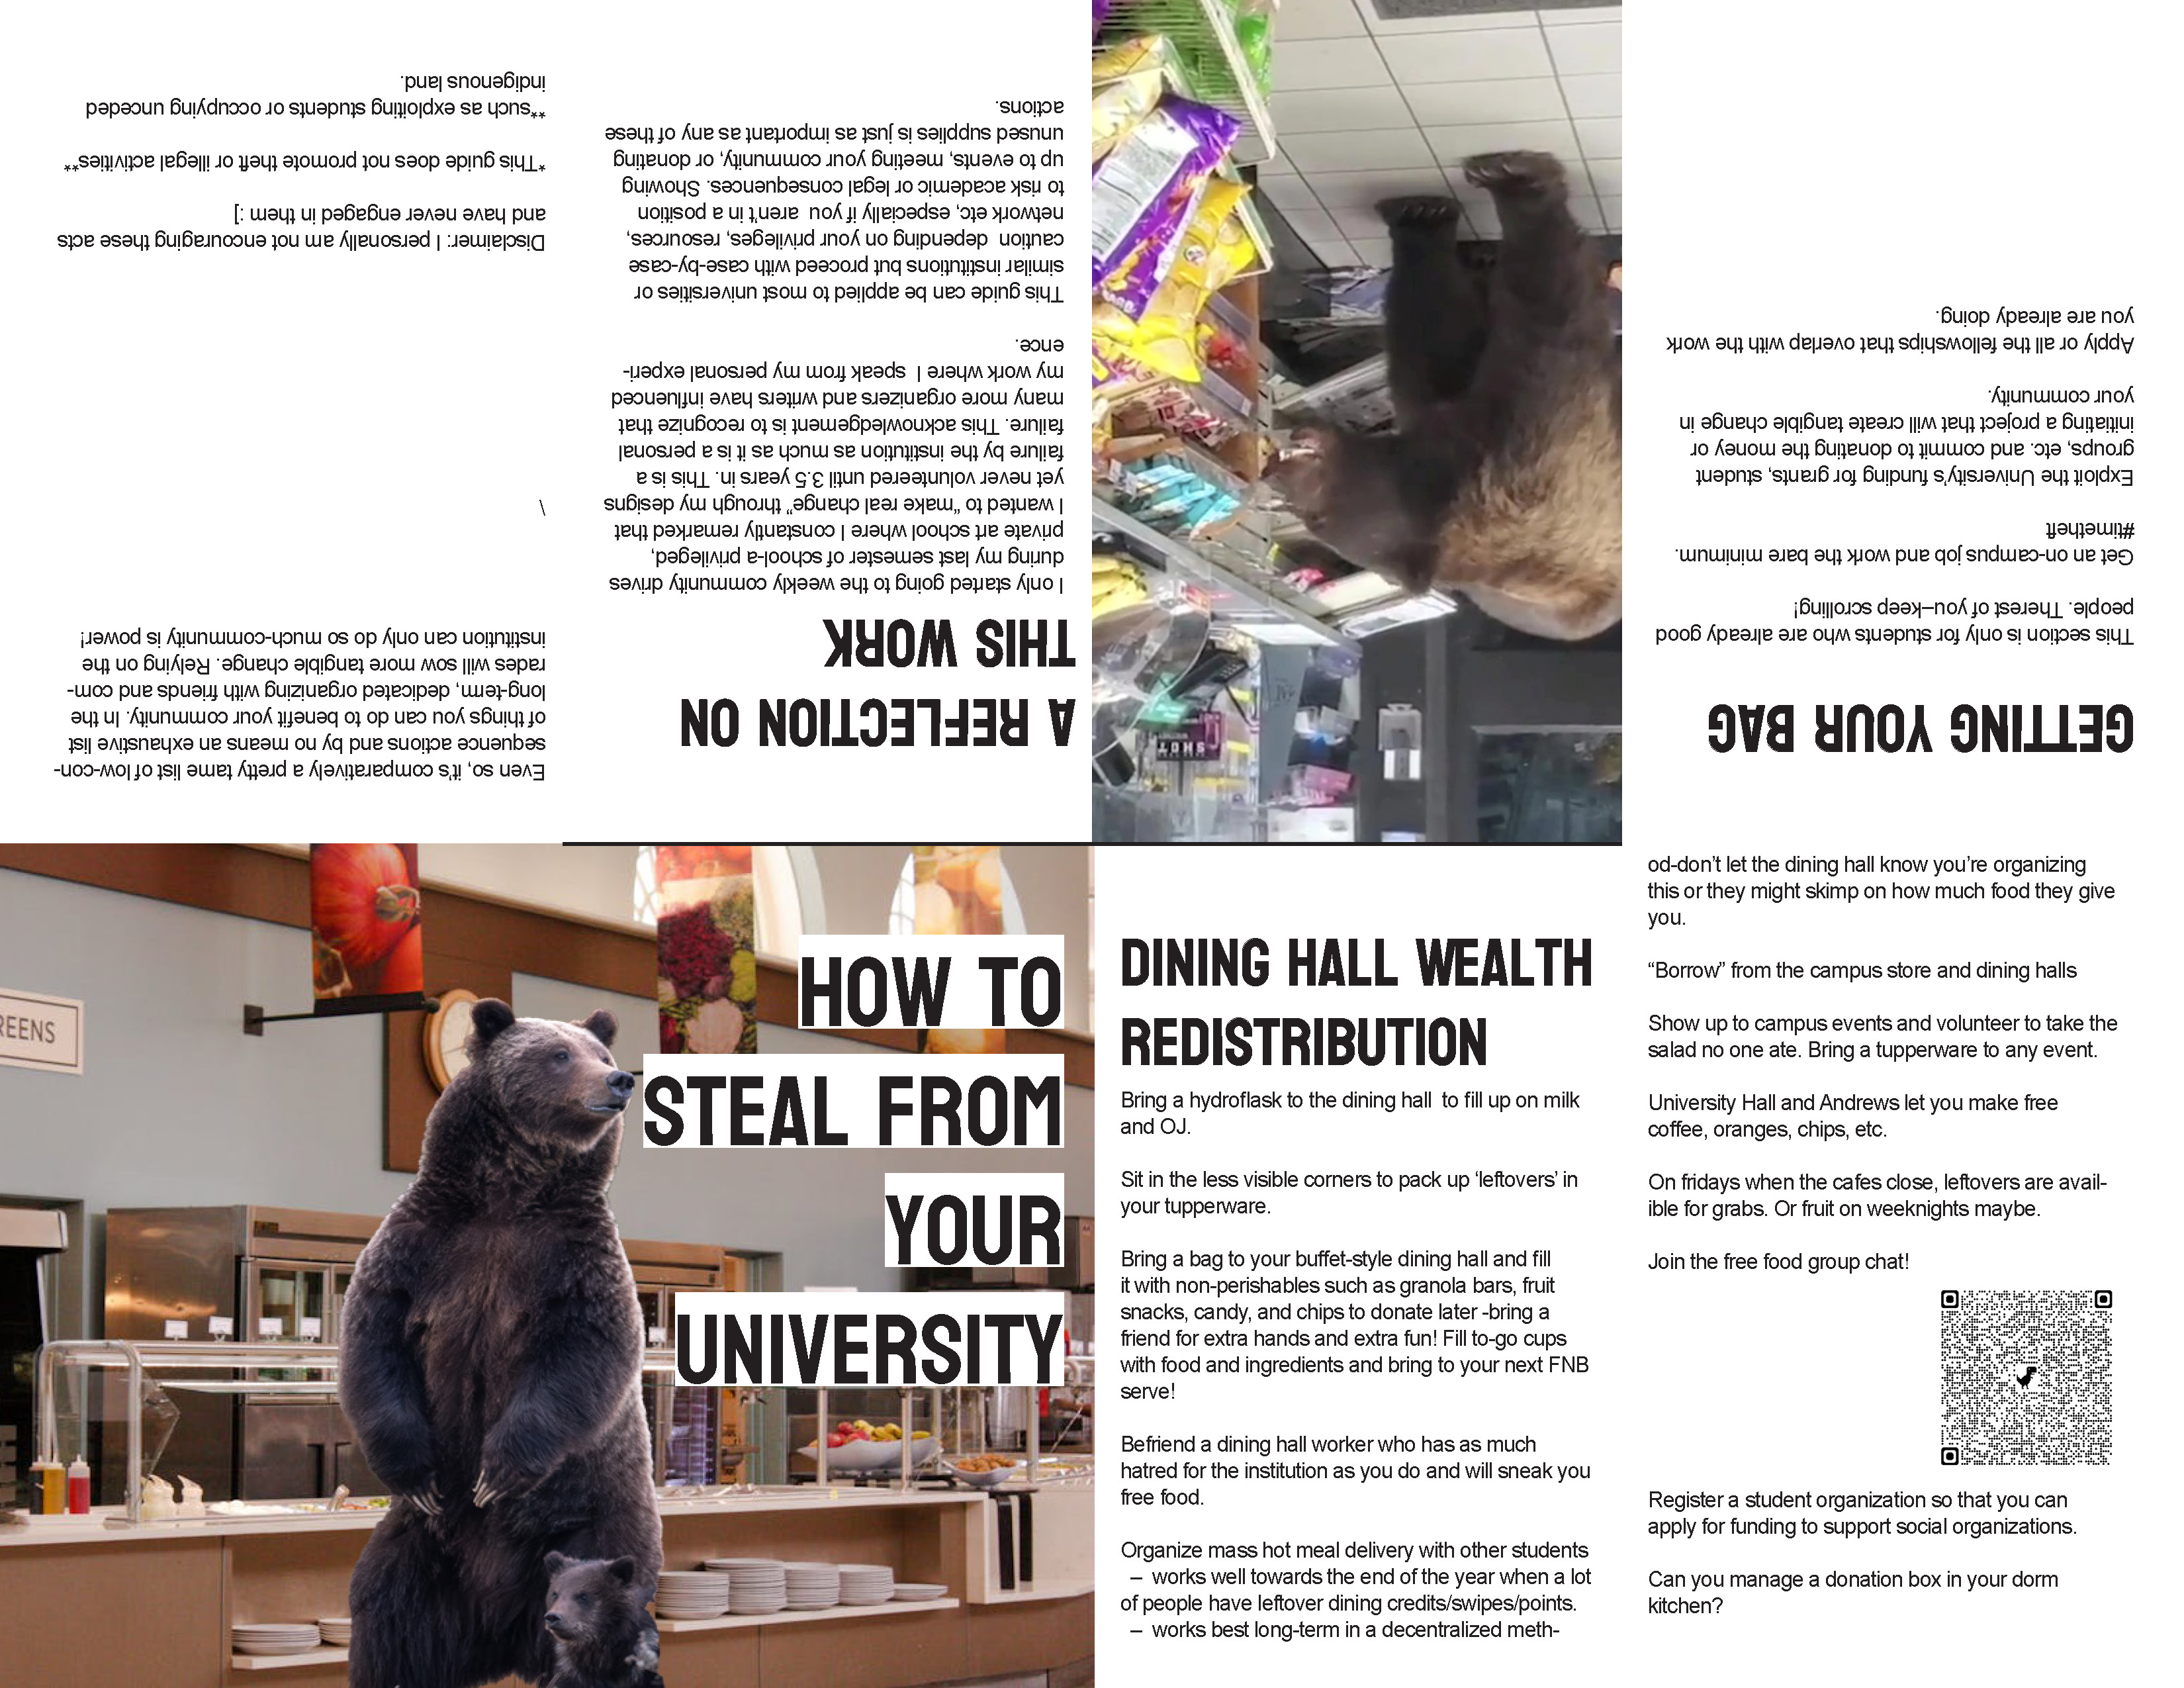 HOW TO
STEAL FROM
YOUR
UNIVERSITY
REENS
DINING HALL WEALTH
REDISTRIBUTION
Bring a hydroflask to the dining hall  to fill up on milk
and OJ.
Sit in the less visible corners to pack up ‘leftovers’ in
your tupperware.
Bring a bag to your buffet-style dining hall and fill
it with non-perishables such as granola bars, fruit
snacks, candy, and chips to donate later -bring a
friend for extra hands and extra fun! Fill to-go cups
with food and ingredients and bring to your next FNB
serve!
Befriend a dining hall worker who has as much
hatred for the institution as you do and will sneak you
free food.
Organize mass hot meal delivery with other students
–  works well towards the end of the year when a lot
of people have leftover dining credits/swipes/points.
–  works best long-term in a decentralized meth-
od-don’t let the dining hall know you’re organizing
this or they might skimp on how much food they give
you.
“Borrow” from the campus store and dining halls
Show up to campus events and volunteer to take the
salad no one ate. Bring a tupperware to any event.
University Hall and Andrews let you make free
coffee, oranges, chips, etc.
On fridays when the cafes close, leftovers are avail-
ible for grabs. Or fruit on weeknights maybe.
Join the free food group chat!
Register a student organization so that you can
apply for funding to support social organizations.
Can you manage a donation box in your dorm
kitchen?
GETTING YOUR BAG
This section is only for students who are already good
people. Therest of you–keep scrolling!
Get an on-campus job and work the bare minimum.
#timetheft
Exploit the University’s funding for grants, student
groups, etc. and commit to donating the money or
initiating a project that will create tangible change in
your community.
Apply or all the fellowships that overlap with the work
you are already doing.
SHOT
A REFLECTION ON
THIS WORK
I only started going to the weekly community drives
during my last semester of school-a privileged,
private art school where I constantly remarked that
I wanted to “make real change” through my designs
yet never volunteered until 3.5 years in. This is a
failure by the institution as much as it is a personal
failure. This acknowledgement is to recognize that
many more organizers and writers have influenced
my work where I  speak from my personal experi-
ence.
This guide can be applied to most universities or
similar institutions but proceed with case-by-case
caution  depending on your privileges, resources,
network etc, especially if you  aren’t in a position
to risk academic or legal consequences. Showing
up to events, meeting your community, or donating
unused supplies is just as important as any of these
actions.
Even so, it’s comparatively a pretty tame list of low-con-
sequence actions and by no means an exhaustive list
of things you can do to benefit your community. In the
long-term, dedicated organizing with friends and com-
rades will sow more tangible change. Relying on the
institution can only do so much-community is power!
\
Disclaimer: I personally am not encouraging these acts
and have never engaged in them :]
*This guide does not promote theft or illegal activities**
**such as exploiting students or occupying unceded
indigenous land.